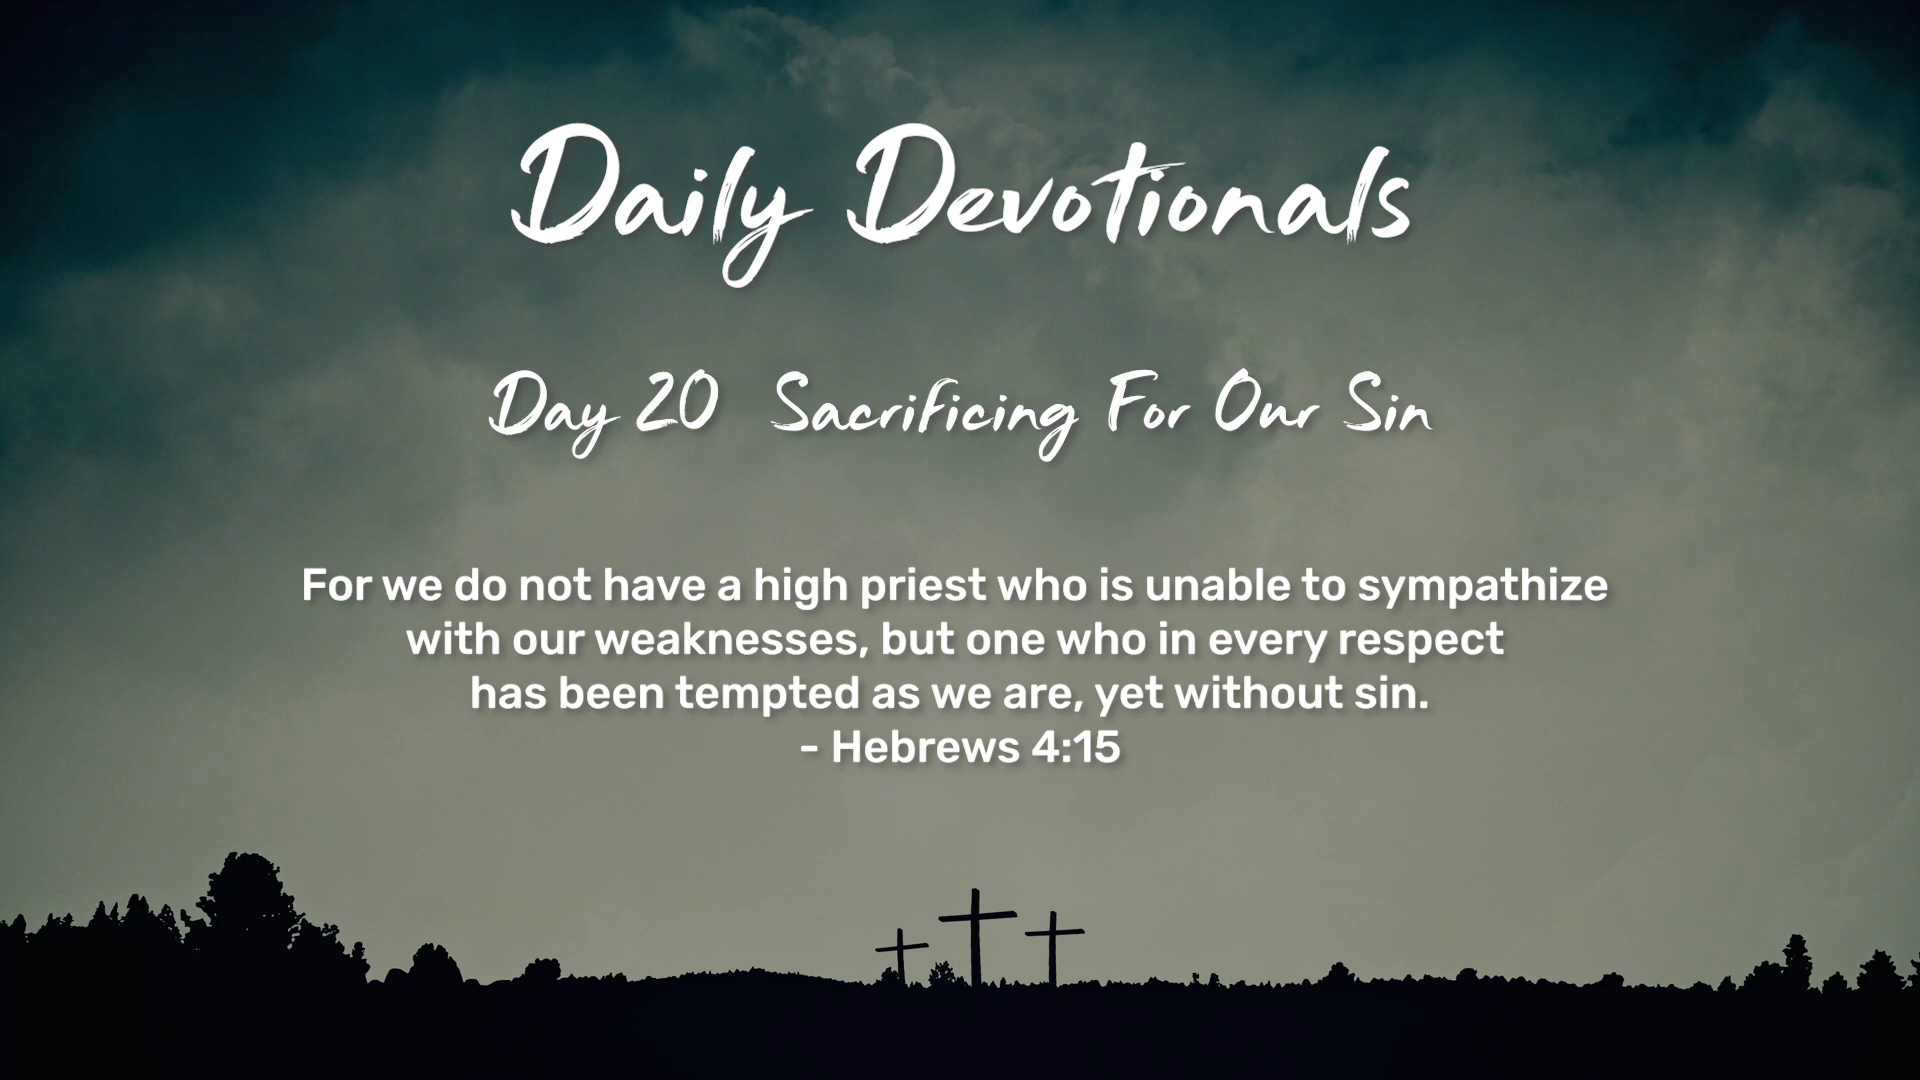 Daily Devotionals
Day 20 Sacrificing For Our Sin
For we do not have a high priest who is unable to sympathize
with our weaknesses, but one who in every respect
has been tempted as we are, yet without sin.
- Hebrews 4:15